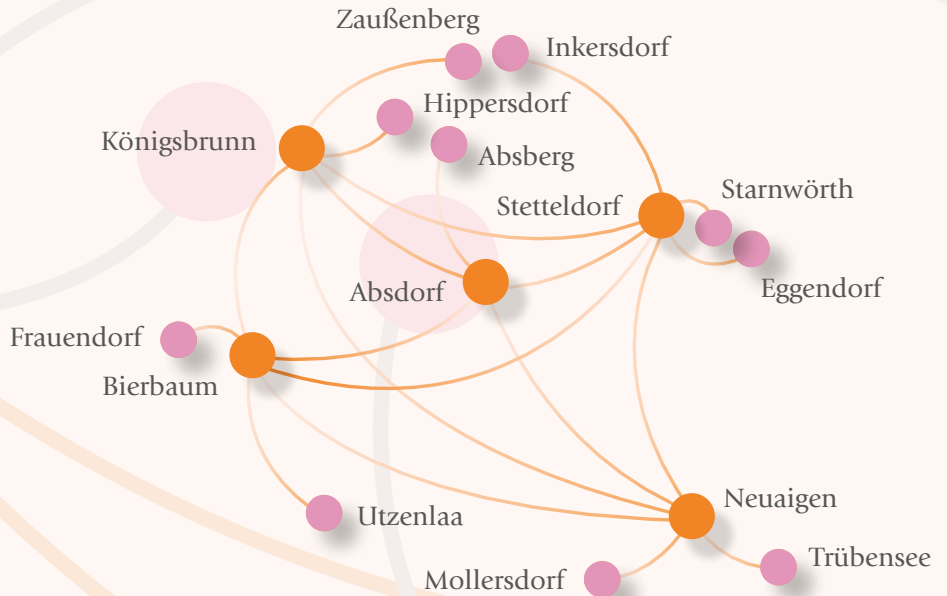 Zaußenberg
Inkersdorf
Hippersdorf
Königsbrunn
Absberg
Starnwörth
Stetteldorf
Eggendorf
Absdorf
Frauendorf
Bierbaum
Neuaigen
Utzenlaa
Trübensee
Mollersdorf